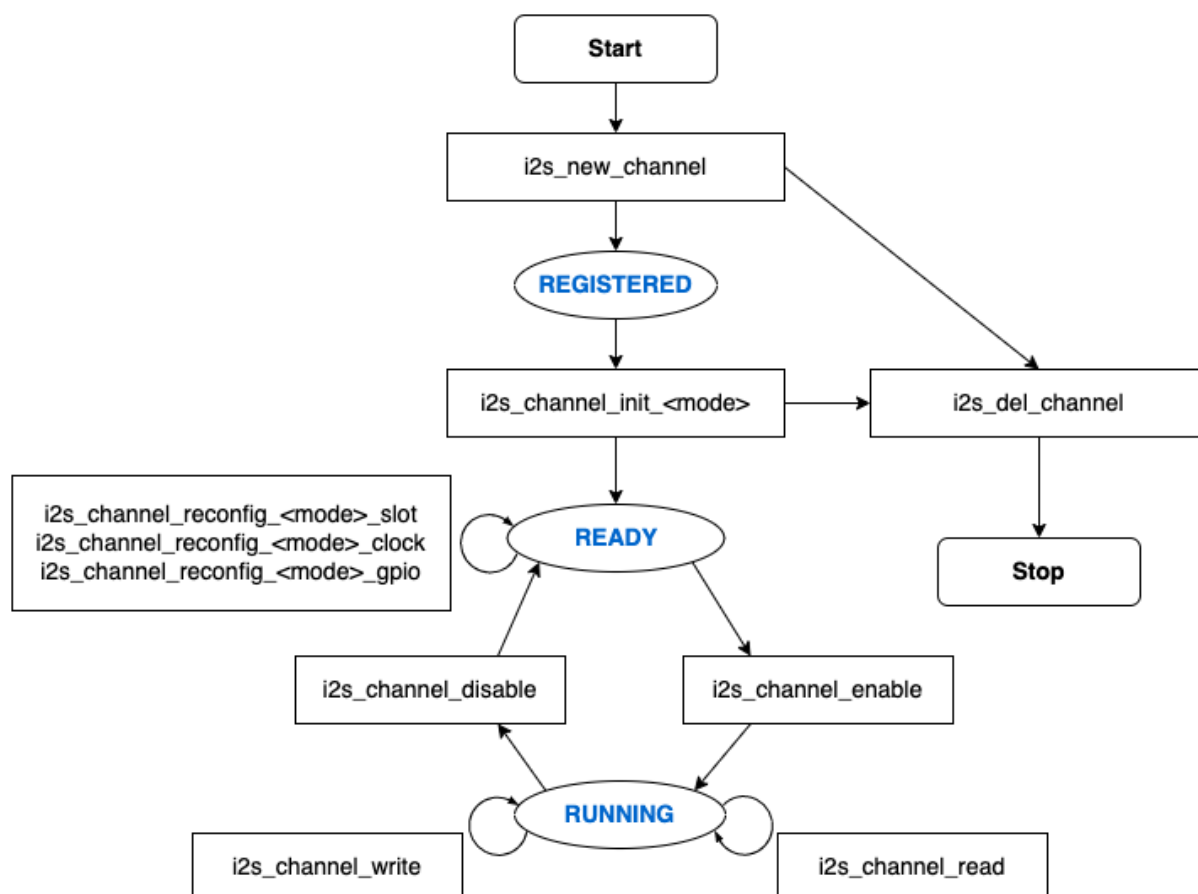 Start
i2s_new_channel
REGISTERED
i2s_channel_init_<mode>
i2s_del_channel
i2s_channel_reconfig_<mode>_slot
i2s_channel_reconfig_<mode>_clock
i2s_channel_reconfig_<mode>_gpio
READY
Stop
i2s_channel_disable
i2s_channel_enable
RUNNING
i2s_channel_write
i2s_channel_read